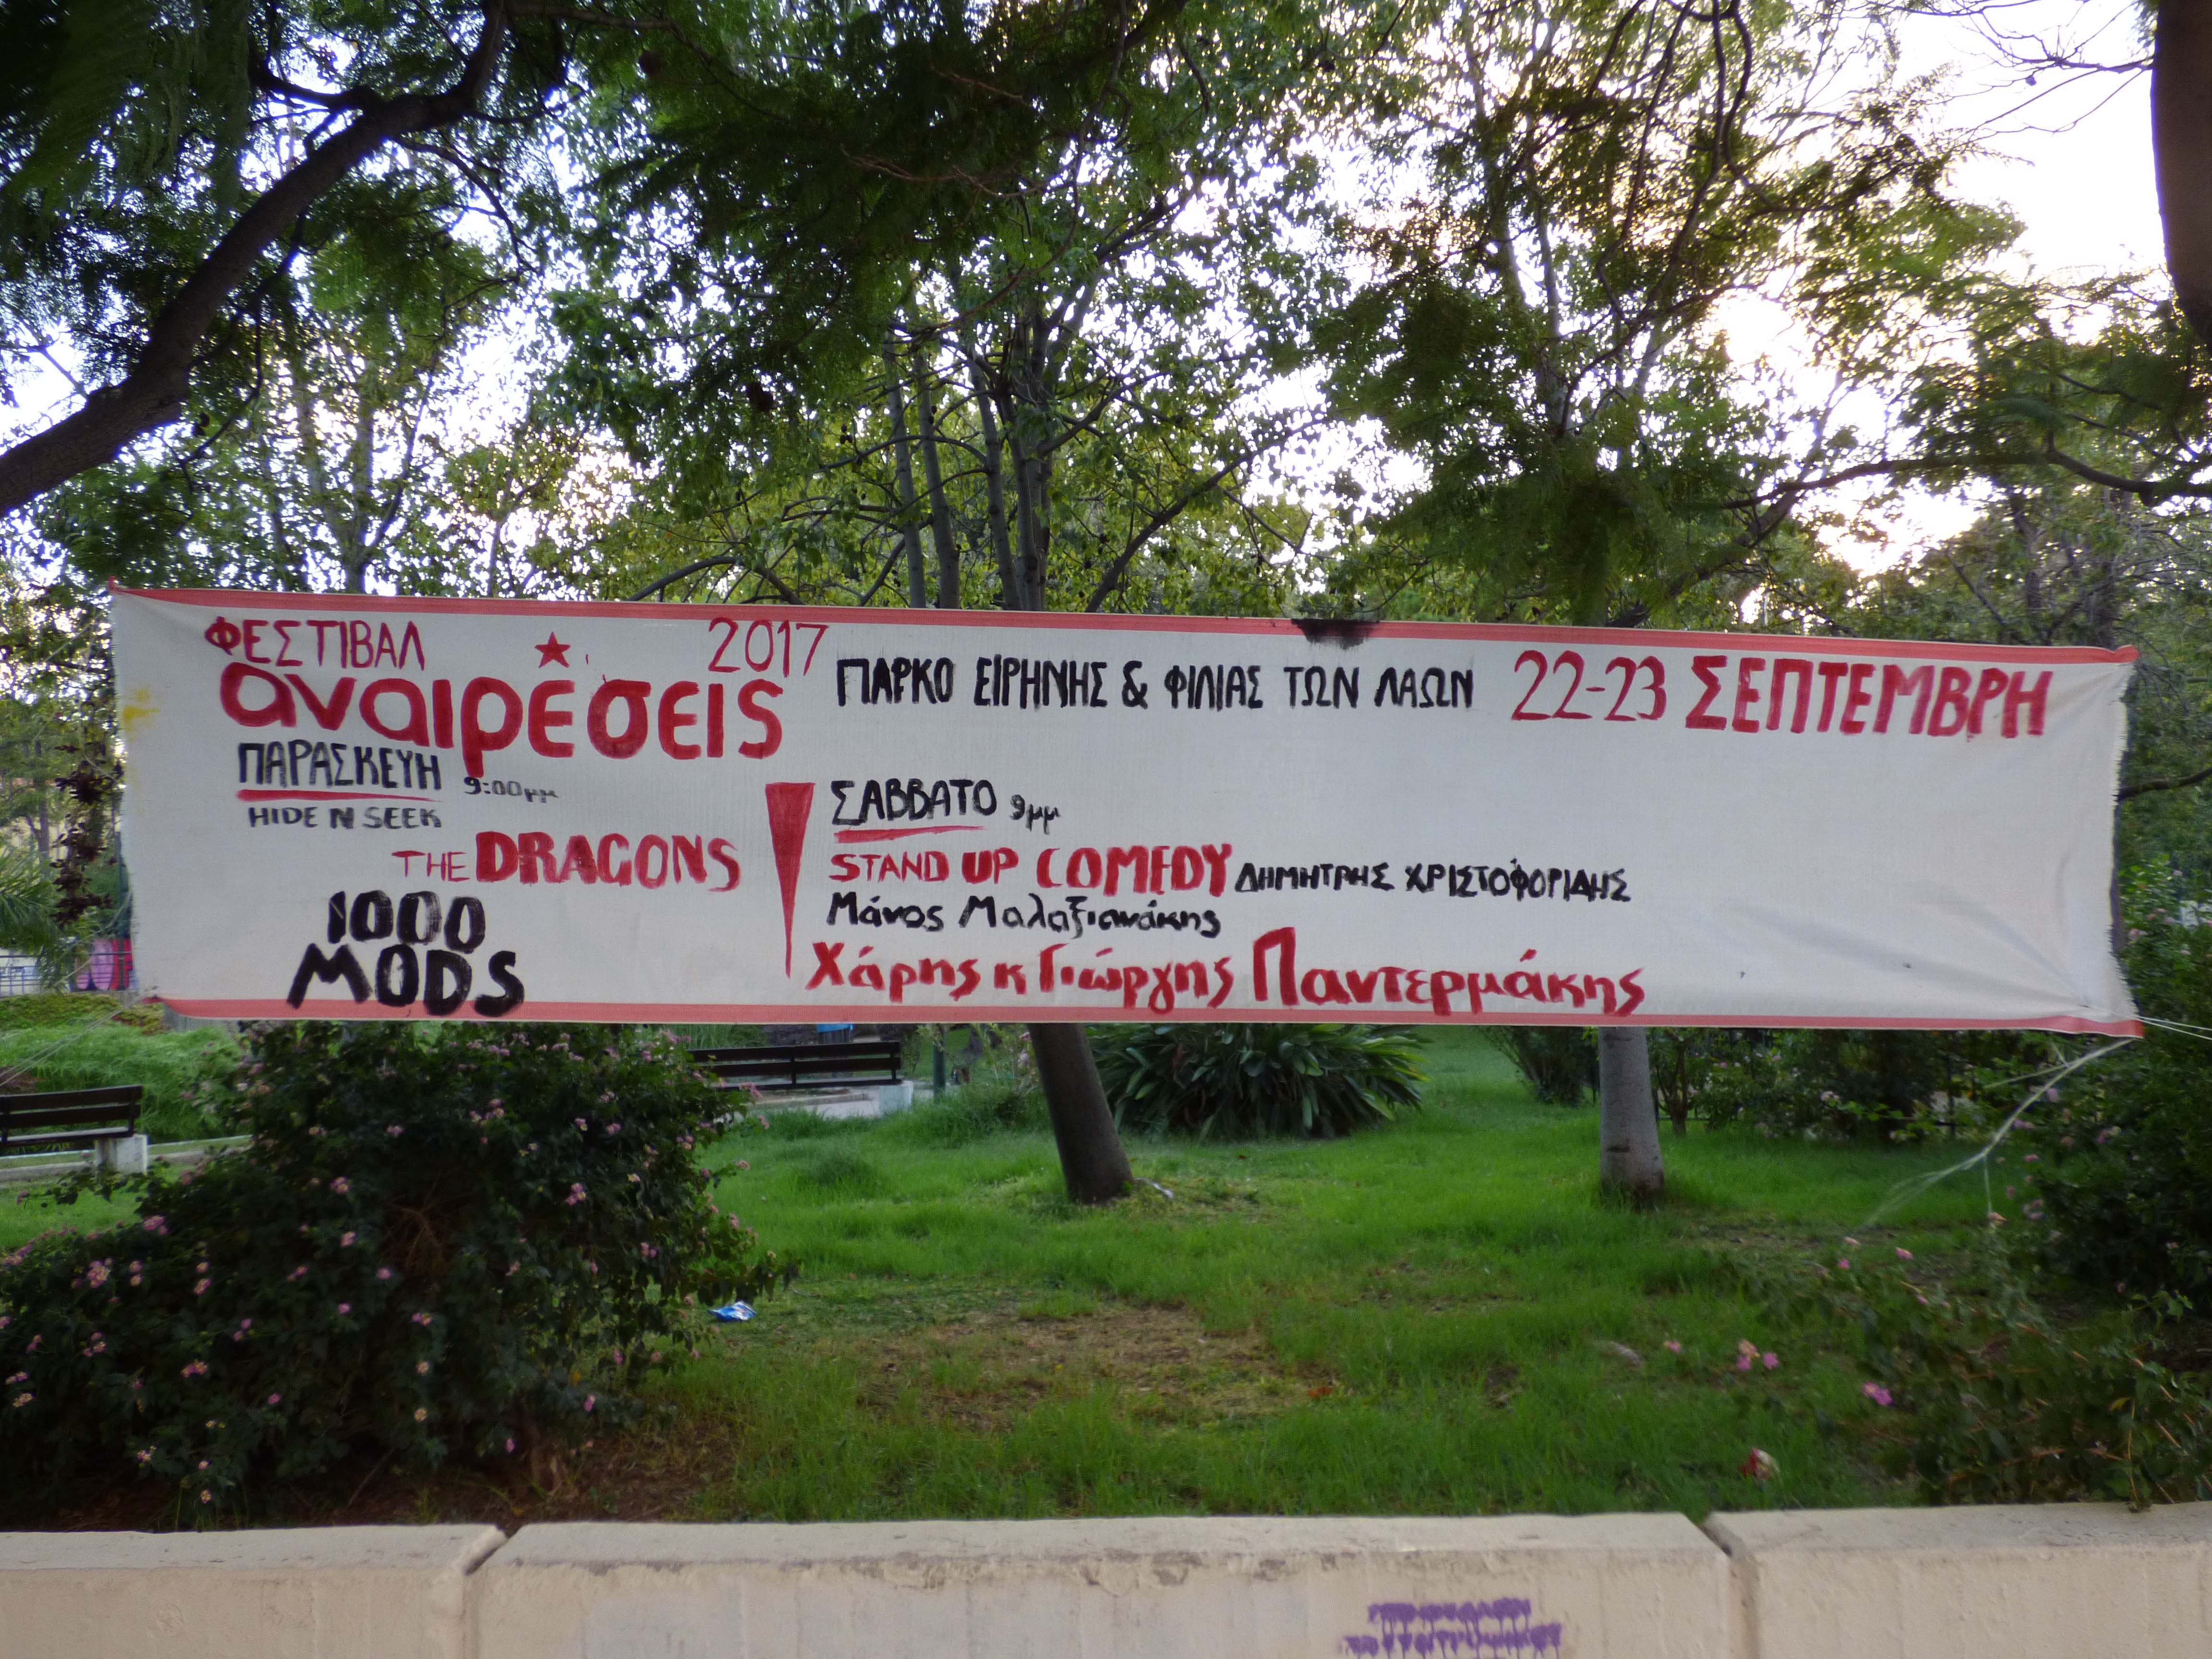 ΦΕΣΤΙΒΑΛ
αναιρέσεις 2017
ΠΑΡΚΟ ΕΙΡΗΝΗΣ & ΦΙΛΙΑΣ ΤΩΝ ΛΑΩΝ
22-23 ΣΕΠΤΕΜΒΡΗ
ΠΑΡΑΣΚΕΥΗ 9:00μμ
HIDE N SEEK
THE DRAGONS
1000
MODS
ΣΑΒΒΑΤΟ 9μμ
STAND UP COMEDY ΔΗΜΗΤΡΗΣ ΧΡΙΣΤΟΦΟΡΙΔΗΣ
Μάνος Μαλαξιανάκης
Χάρης κ Γιώργης Παντερμάκης